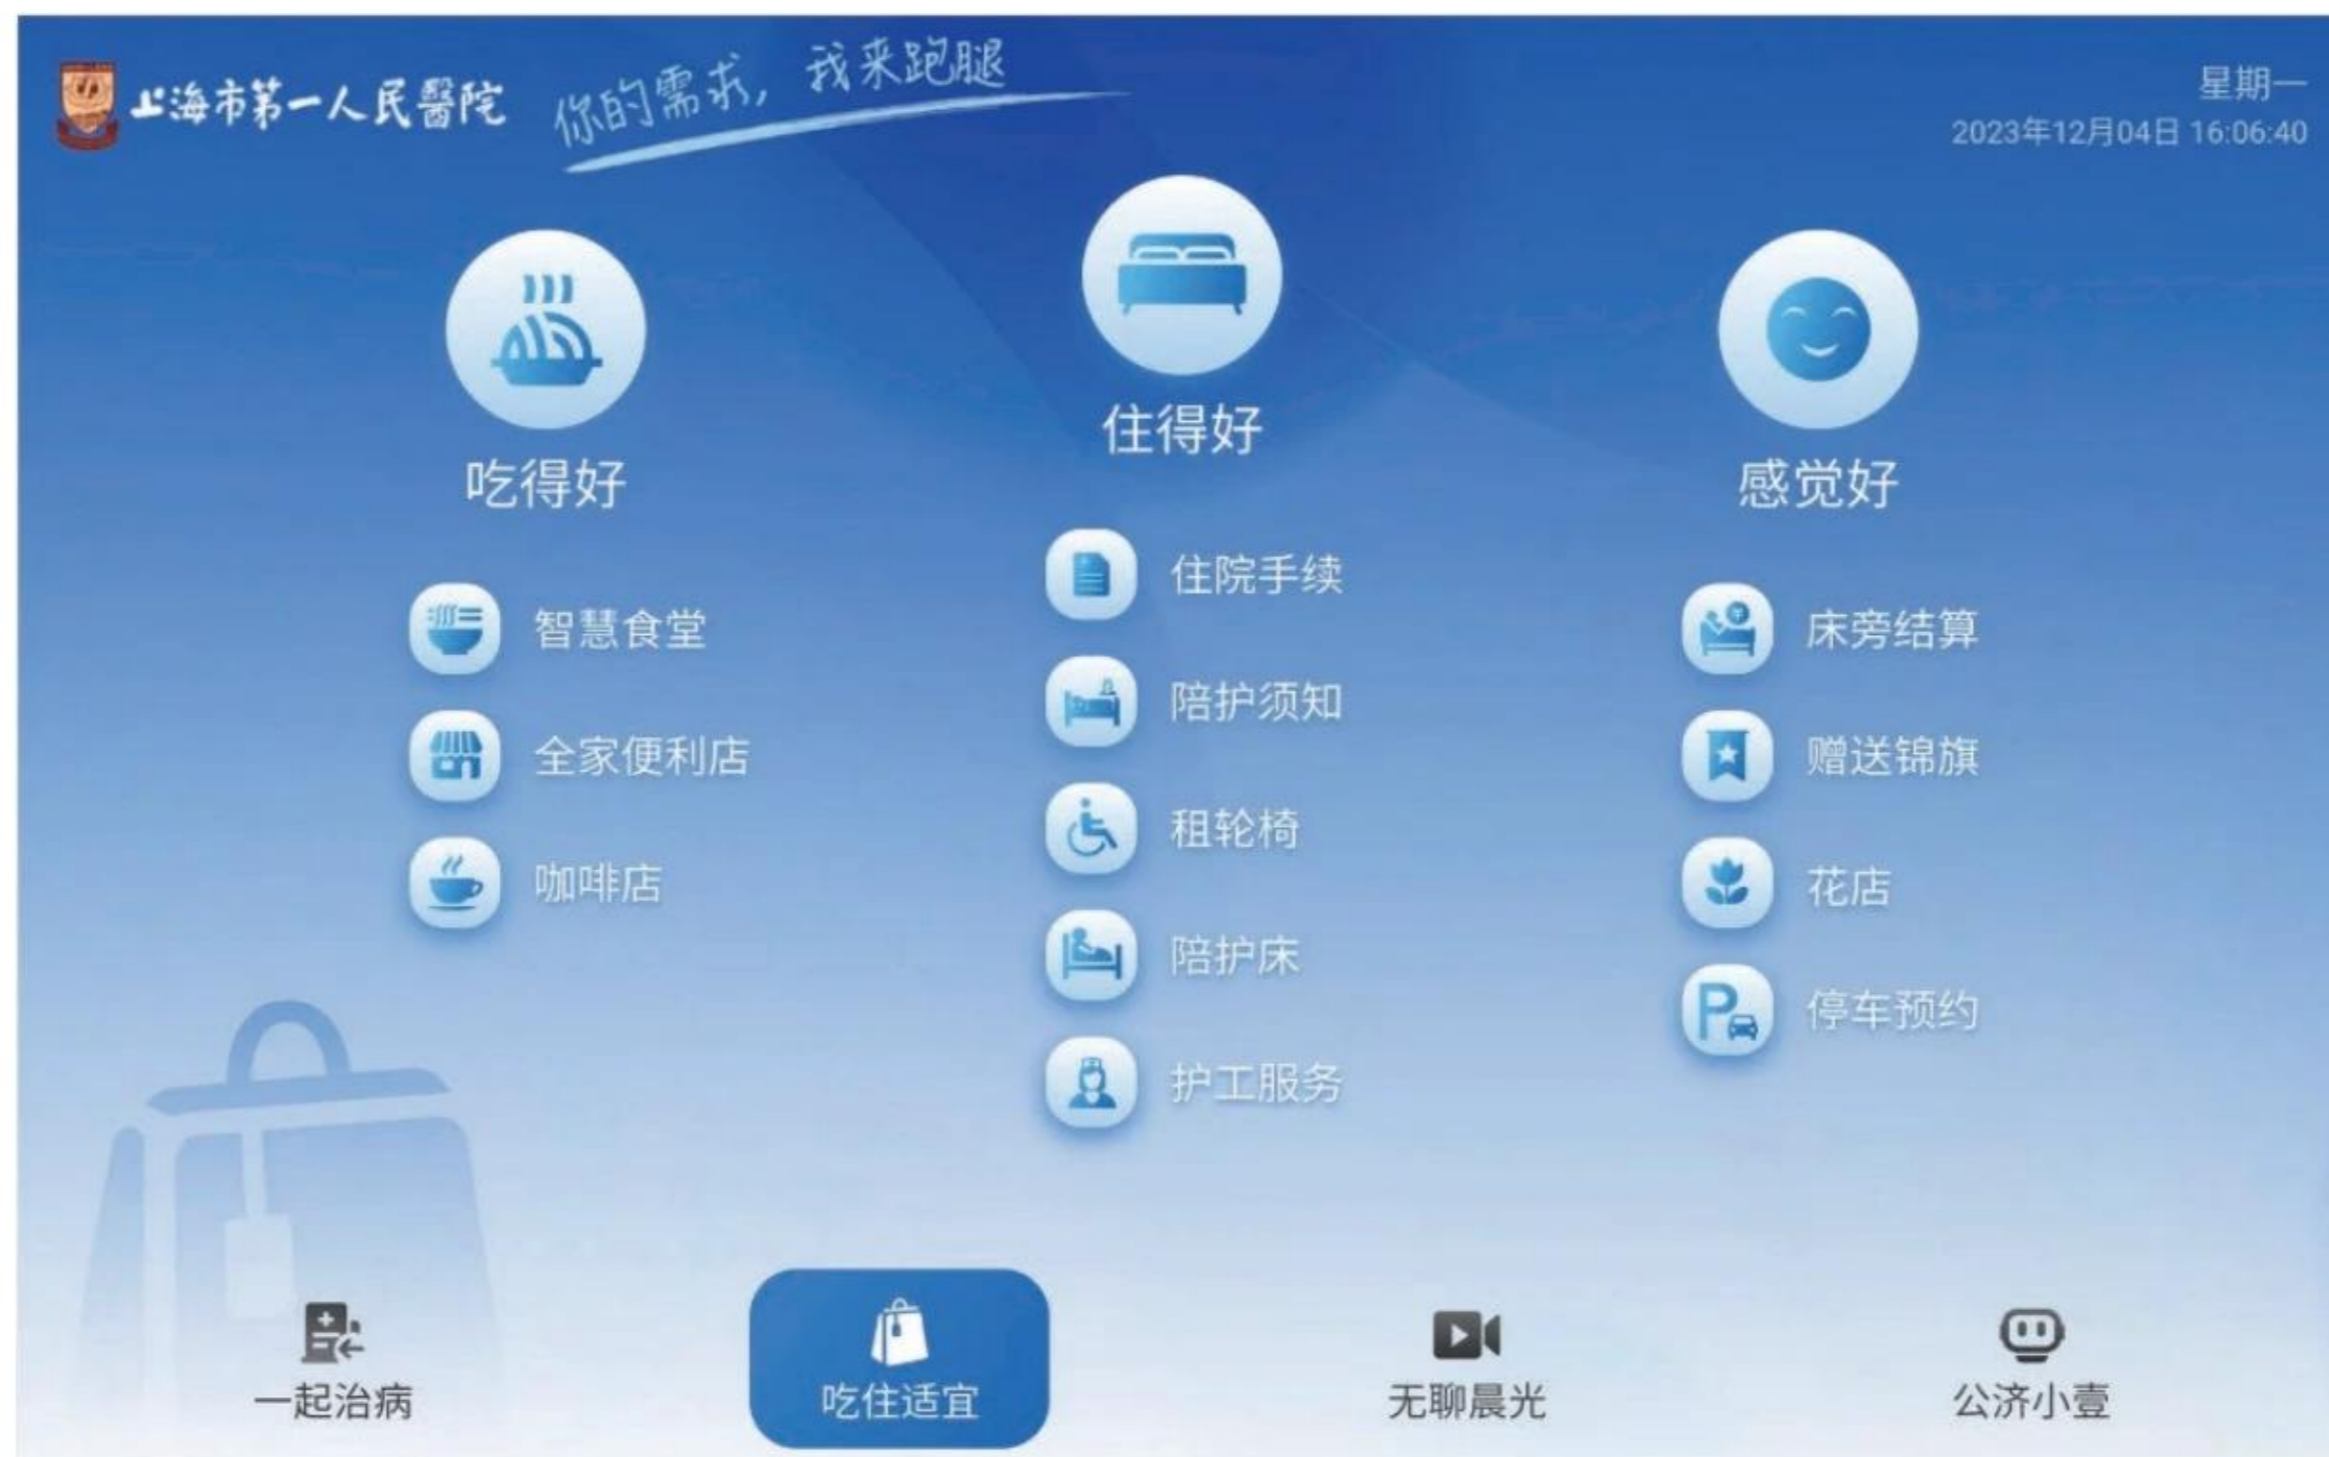 上海市第一人民醫院
你的需求，我来跑腿
星期一
2023年12月04日 16:06:40
吃得好
智慧食堂
全家便利店
咖啡店
住得好
住院手续
陪护须知
租轮椅
陪护床
护工服务
感觉好
床旁结算
赠送锦旗
花店
停车预约
一起治病
吃住适宜
无聊晨光
公济小壹